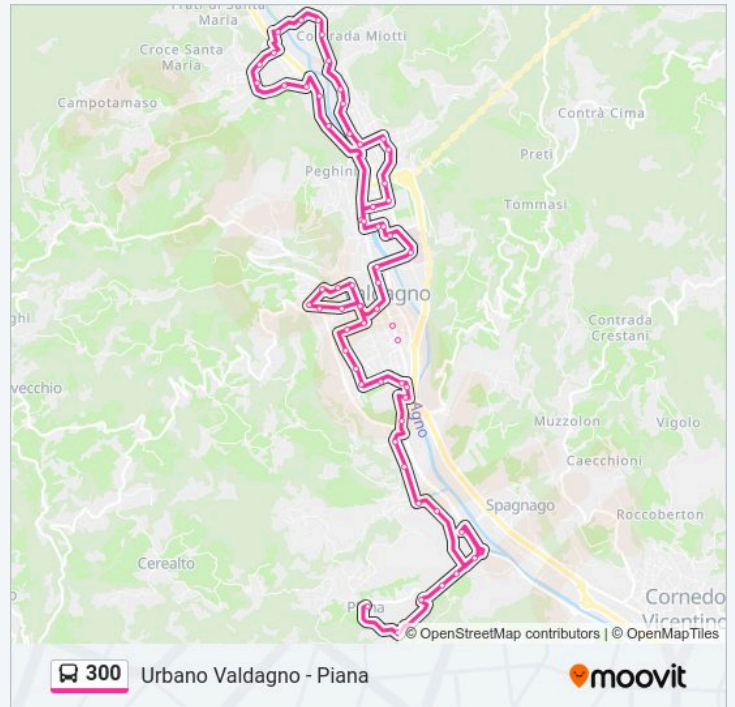 Prati di Santa
Maria
Contrada Miotti
Croce Santa
Maria
Campotamaso
Contrà Cima
Preti
Peghini
Tommasi
Valdagno
ghi
Contrada
Crestani
vecchio
Agno
Muzzolon
Vigolo
Caecchioni
Spagnago
Roccoberton
Cerealto
Cornedo
Vicentino
Piana
© OpenStreetMap contributors | © OpenMapTiles
300 Urbano Valdagno - Piana
moovit